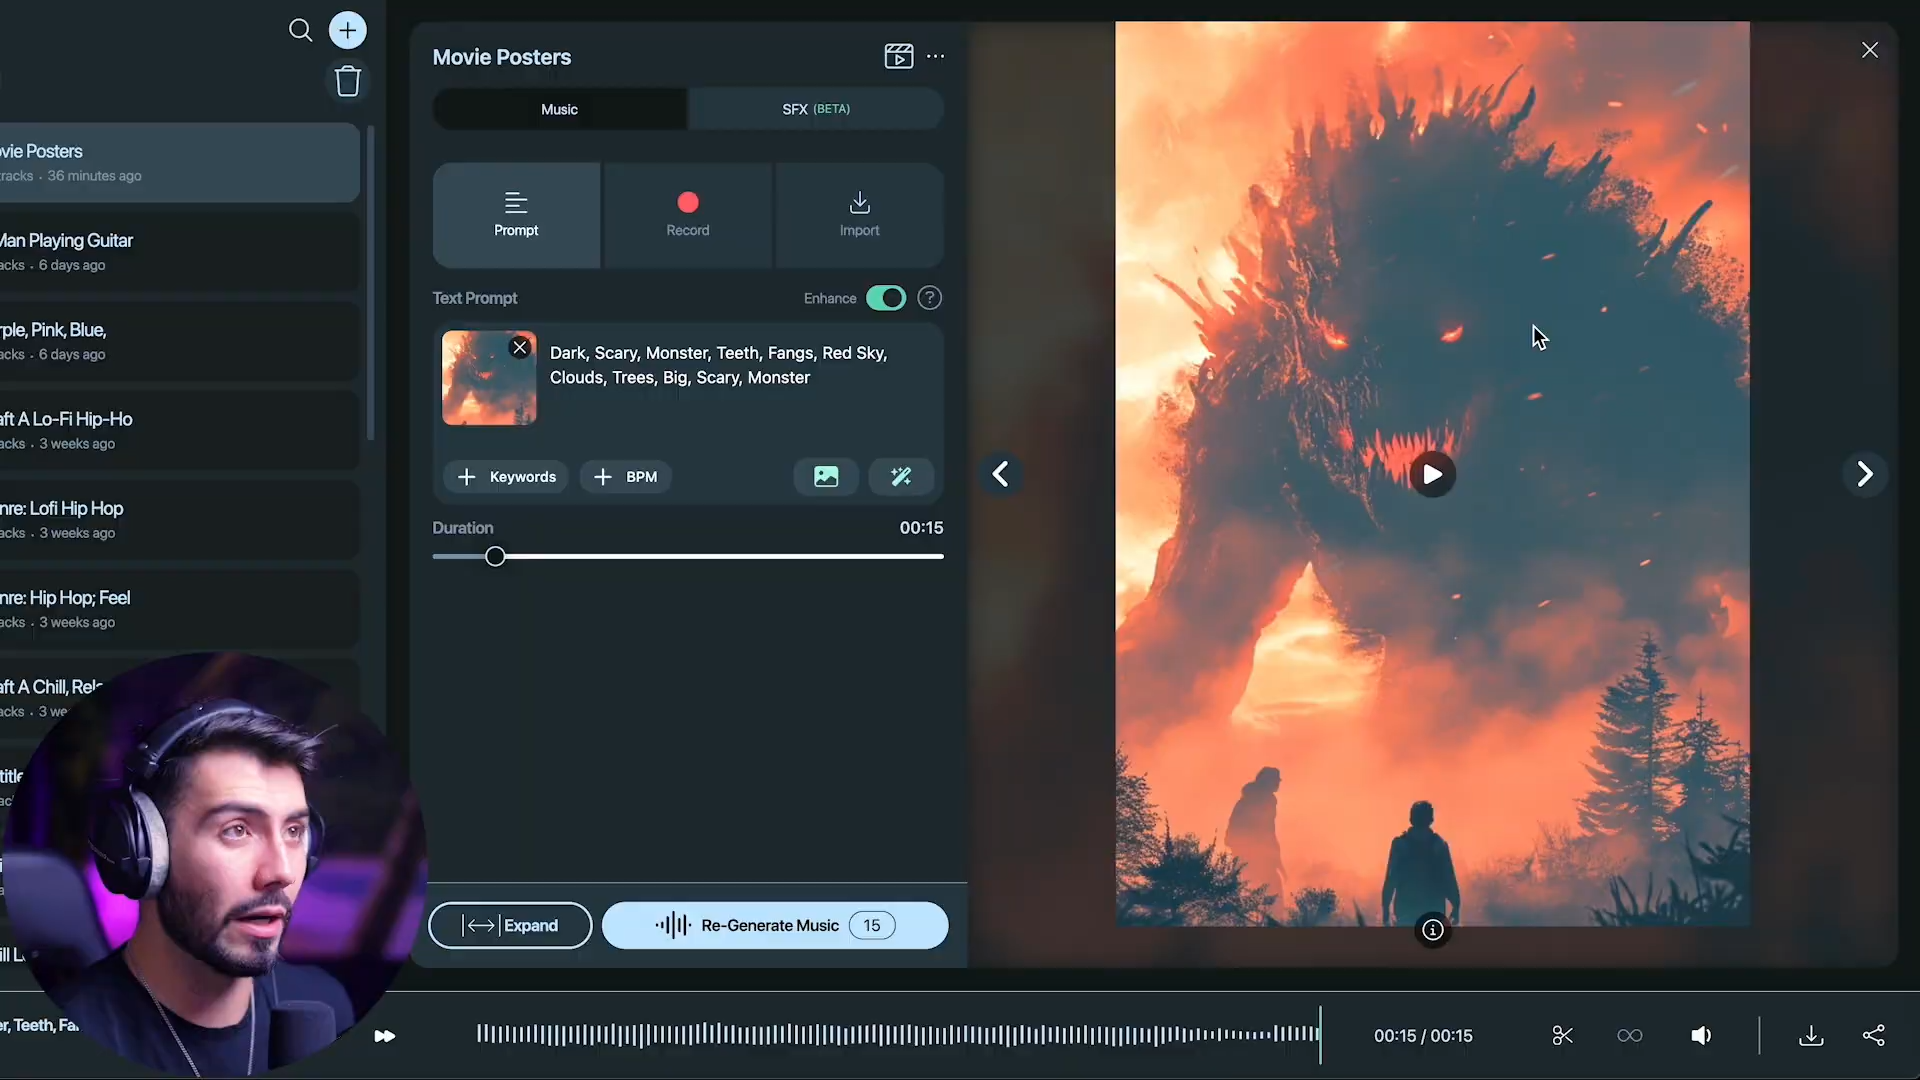 Movie Posters
Music
SFX (BETA)
Prompt
Record
Import
Text Prompt
Enhance
?
Dark, Scary, Monster, Teeth, Fangs, Red Sky,
Clouds, Trees, Big, Scary, Monster
Keywords
BPM
Duration
00:15
Expand
Re-Generate Music
15
vie Posters
racks · 36 minutes ago
Man Playing Guitar
acks · 6 days ago
rple, Pink, Blue,
acks · 6 days ago
aft A Lo-Fi Hip-Ho
acks · 3 weeks ago
nre: Lofi Hip Hop
acks · 3 weeks ago
nre: Hip Hop; Feel
acks · 3 weeks ago
aft A Chill, Rela
acks · 3 we
er, Teeth, Fa
00:15 / 00:15